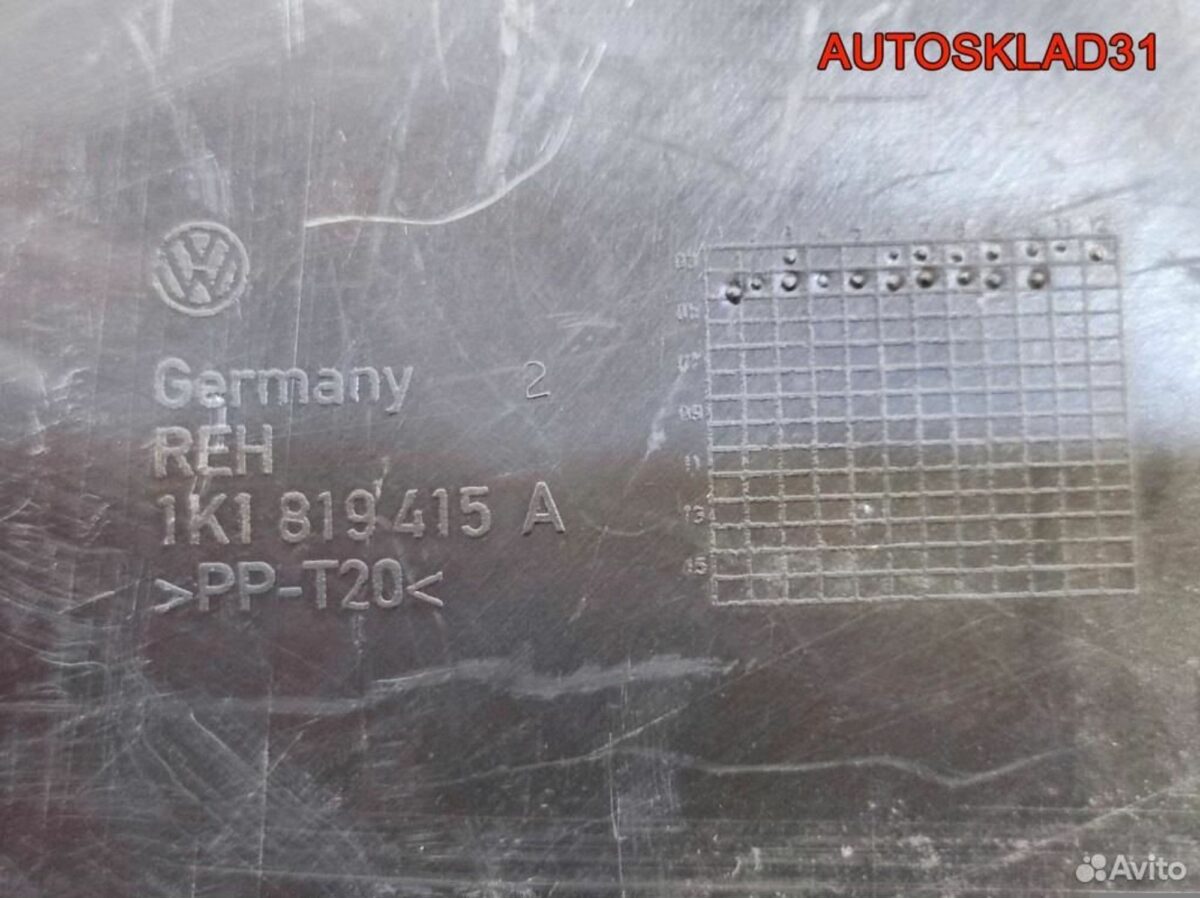 AUTOSKLAD31
Germany 2
REH
1K1 819 415 A
>PP-T20<
Avito